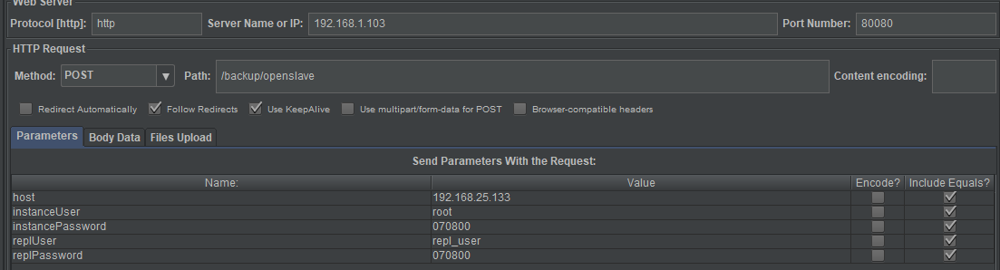 Web Server
Protocol [http]: http Server Name or IP: 192.168.1.103 Port Number: 80080
HTTP Request
Method: POST Path: /backup/openslave Content encoding:
Redirect Automatically Follow Redirects Use KeepAlive Use multipart/form-data for POST Browser-compatible headers
Parameters Body Data Files Upload
Send Parameters With the Request:
Name: Value Encode? Include Equals?
host 192.168.25.133
instanceUser root
instancePassword 070800
replUser repl_user
replPassword 070800